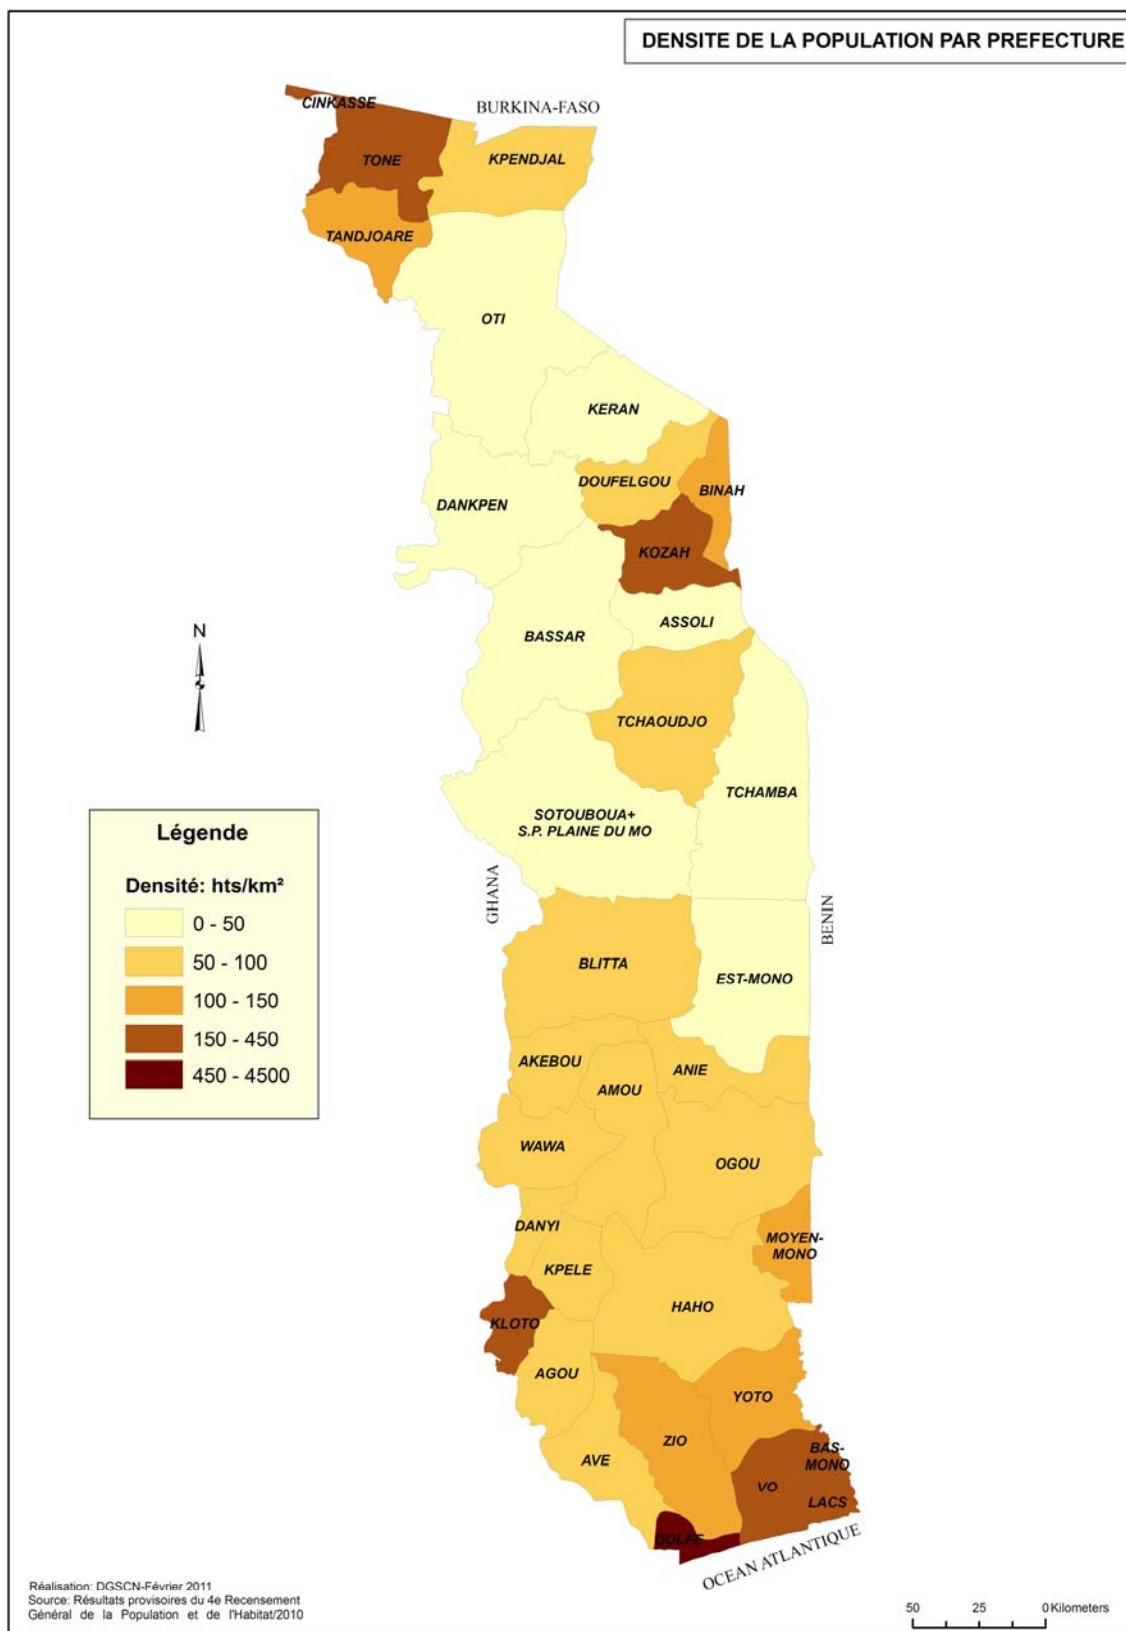 DENSITE DE LA POPULATION PAR PREFECTURE
CINKASSE
BURKINA-FASO
TONE
KPENDJAL
TANDJOARE
OTI
KERAN
DOUFELGOU
BINAH
DANKPEN
KOZAH
ASSOLI
BASSAR
N
TCHAOUDJO
TCHAMBA
SOTOUBOUA+
S.P. PLAINE DU MO
GHANA
BENIN
Légende
Densité: hts/km²
0 - 50
50 - 100
100 - 150
150 - 450
450 - 4500
BLITTA
EST-MONO
AKEBOU
ANIE
AMOU
WAWA
OGOU
DANYI
MOYEN-
MONO
KPELE
HAHO
KLOTO
AGOU
YOTO
ZIO
BAS-
MONO
AVE
VO
LACS
GOLFE
OCEAN ATLANTIQUE
Réalisation: DGSCN-Février 2011
Source: Résultats provisoires du 4e Recensement
Général de la Population et de l'Habitat/2010
50 25 0 Kilometers